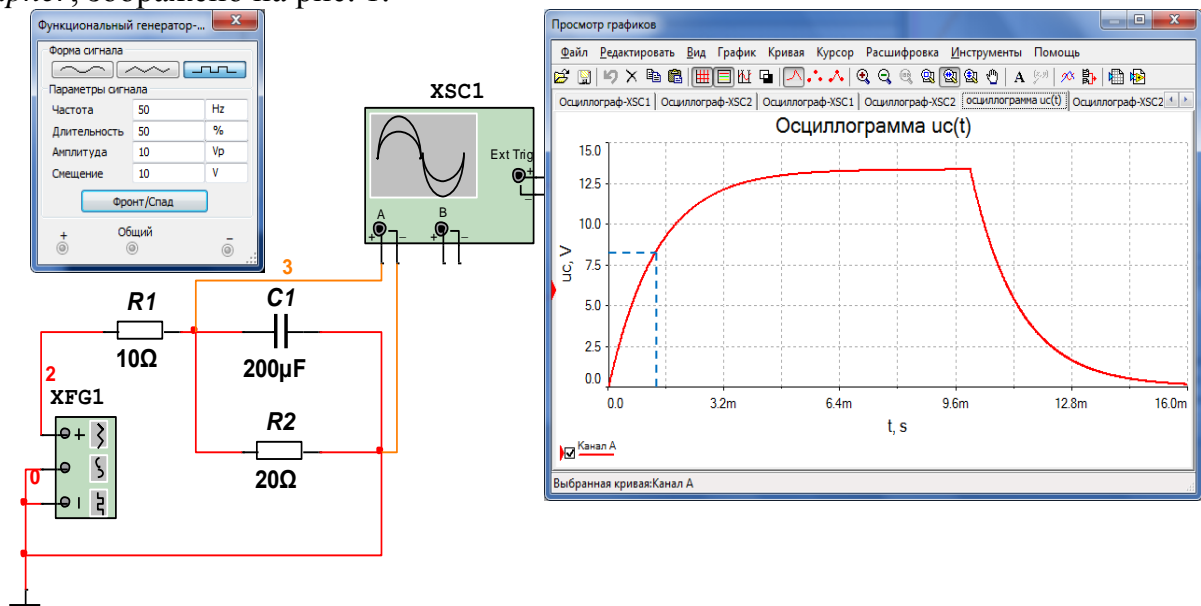 , зображено на рис. 1.
Функциональный генератор-...
Форма сигнала
Параметры сигнала
Частота 50 Hz
Длительность 50 %
Амплитуда 10 Vp
Смещение 10 V
Фронт/Спад
+ Общий −
XSC1
Ext Trig
+
−
A B
+ − + −
3
R1
10Ω
C1
200µF
2
XFG1
R2
20Ω
0
Просмотр графиков
Файл Редактировать Вид График Кривая Курсор Расшифровка Инструменты Помощь
Осциллограф-XSC1 Осциллограф-XSC2 Осциллограф-XSC1 Осциллограф-XSC2 осциллограмма uc(t) Осциллограф-XSC2
Осциллограмма uc(t)
uc, V
15.0
12.5
10.0
7.5
5.0
2.5
0.0
0.0 3.2m 6.4m 9.6m 12.8m 16.0m
t, s
Канал A
Выбранная кривая:Канал A